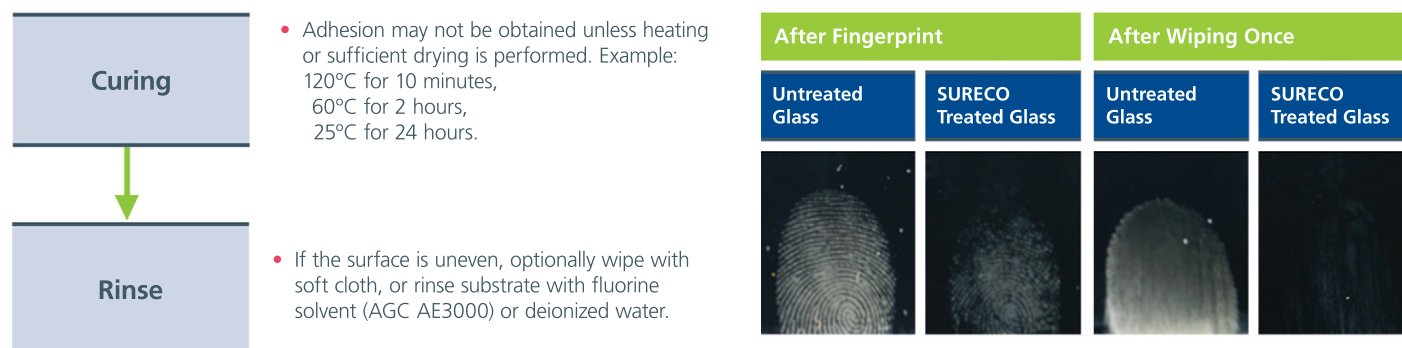 Curing
• Adhesion may not be obtained unless heating
or sufficient drying is performed. Example:
120°C for 10 minutes,
60°C for 2 hours,
25°C for 24 hours.
Rinse
• If the surface is uneven, optionally wipe with
soft cloth, or rinse substrate with fluorine
solvent (AGC AE3000) or deionized water.
After Fingerprint
After Wiping Once
Untreated
Glass
SURECO
Treated Glass
Untreated
Glass
SURECO
Treated Glass